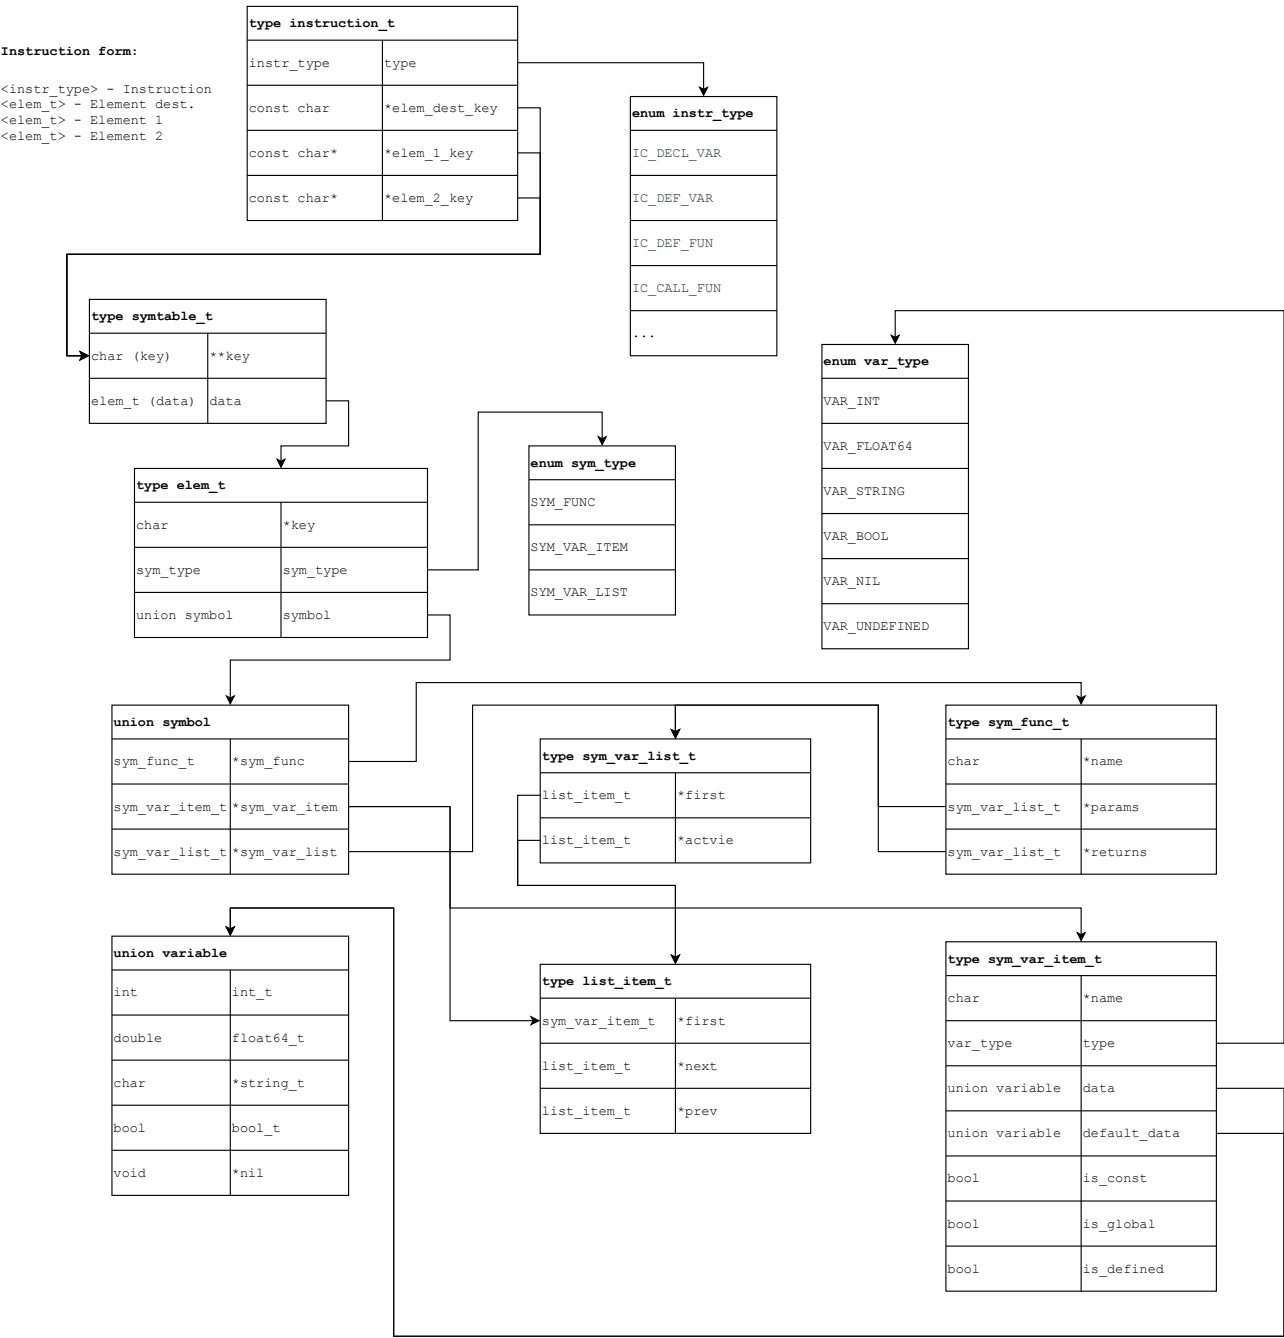 Instruction form:
<instr_type> - Instruction
<elem_t> - Element dest.
<elem_t> - Element 1
<elem_t> - Element 2
type instruction_t
instr_type type
const char *elem_dest_key
const char* *elem_1_key
const char* *elem_2_key
enum instr_type
IC_DECL_VAR
IC_DEF_VAR
IC_DEF_FUN
IC_CALL_FUN
...
type symtable_t
char (key) **key
elem_t (data) data
enum var_type
VAR_INT
VAR_FLOAT64
VAR_STRING
VAR_BOOL
VAR_NIL
VAR_UNDEFINED
type elem_t
char *key
sym_type sym_type
union symbol symbol
enum sym_type
SYM_FUNC
SYM_VAR_ITEM
SYM_VAR_LIST
union symbol
sym_func_t *sym_func
sym_var_item_t *sym_var_item
sym_var_list_t *sym_var_list
type sym_var_list_t
list_item_t *first
list_item_t *actvie
type sym_func_t
char *name
sym_var_list_t *params
sym_var_list_t *returns
union variable
int int_t
double float64_t
char *string_t
bool bool_t
void *nil
type list_item_t
sym_var_item_t *first
list_item_t *next
list_item_t *prev
type sym_var_item_t
char *name
var_type type
union variable data
union variable default_data
bool is_const
bool is_global
bool is_defined